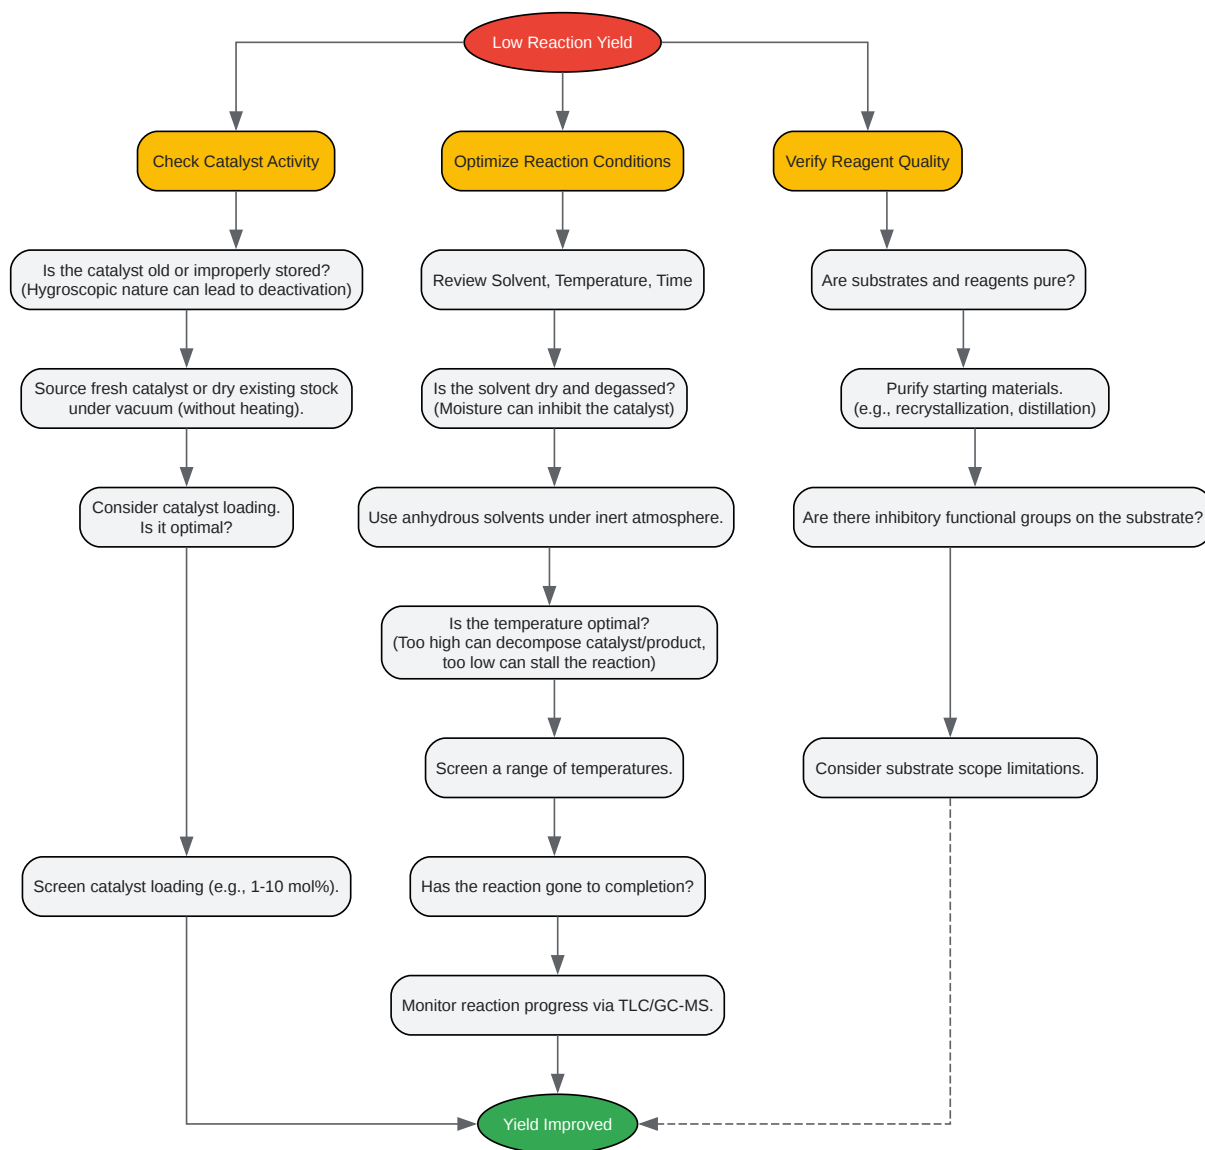 Low Reaction Yield
Check Catalyst Activity
Optimize Reaction Conditions
Verify Reagent Quality
Is the catalyst old or improperly stored?
(Hygroscopic nature can lead to deactivation)
Review Solvent, Temperature, Time
Are substrates and reagents pure?
Source fresh catalyst or dry existing stock
under vacuum (without heating).
Is the solvent dry and degassed?
(Moisture can inhibit the catalyst)
Purify starting materials.
(e.g., recrystallization, distillation)
Consider catalyst loading.
Is it optimal?
Use anhydrous solvents under inert atmosphere.
Are there inhibitory functional groups on the substrate?
Is the temperature optimal?
(Too high can decompose catalyst/product,
too low can stall the reaction)
Screen a range of temperatures.
Consider substrate scope limitations.
Screen catalyst loading (e.g., 1-10 mol%).
Has the reaction gone to completion?
Monitor reaction progress via TLC/GC-MS.
Yield Improved